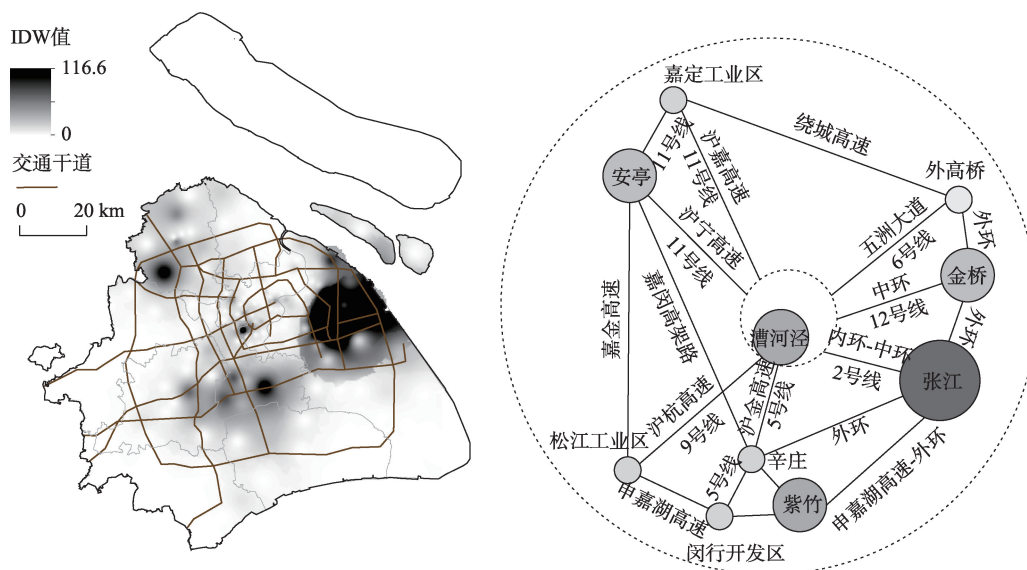 IDW值
116.6
0
交通干道
0
20 km
嘉定工业区
绕城高速
11号线
沪嘉高速
11号线
安亭
外高桥
沪宁高速
11号线
五洲大道
6号线
外环
金桥
中环
12号线
嘉金高速
嘉闵高架路
漕河泾
内环-中环
2号线
外环
张江
沪杭高速
9号线
沪金高速
5号线
外环
松江工业区
辛庄
5号线
申嘉湖高速
紫竹
申嘉湖高速-外环
闵行开发区